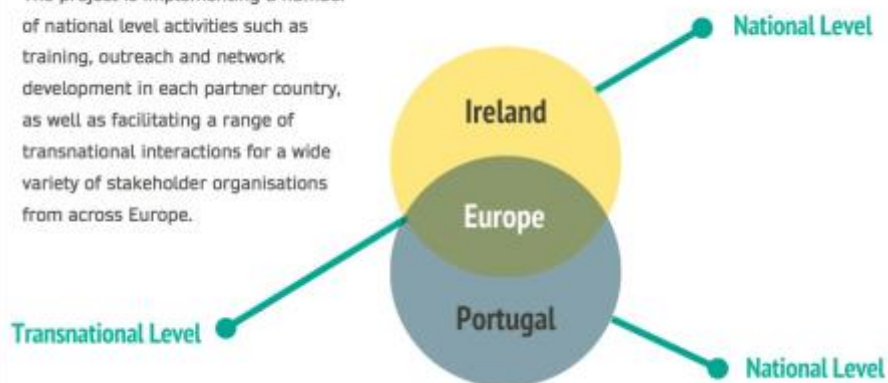 of national level activities such as
training, outreach and network
development in each partner country,
as well as facilitating a range of
transnational interactions for a wide
variety of stakeholder organisations
from across Europe.
National Level
Ireland
Europe
Portugal
Transnational Level
National Level